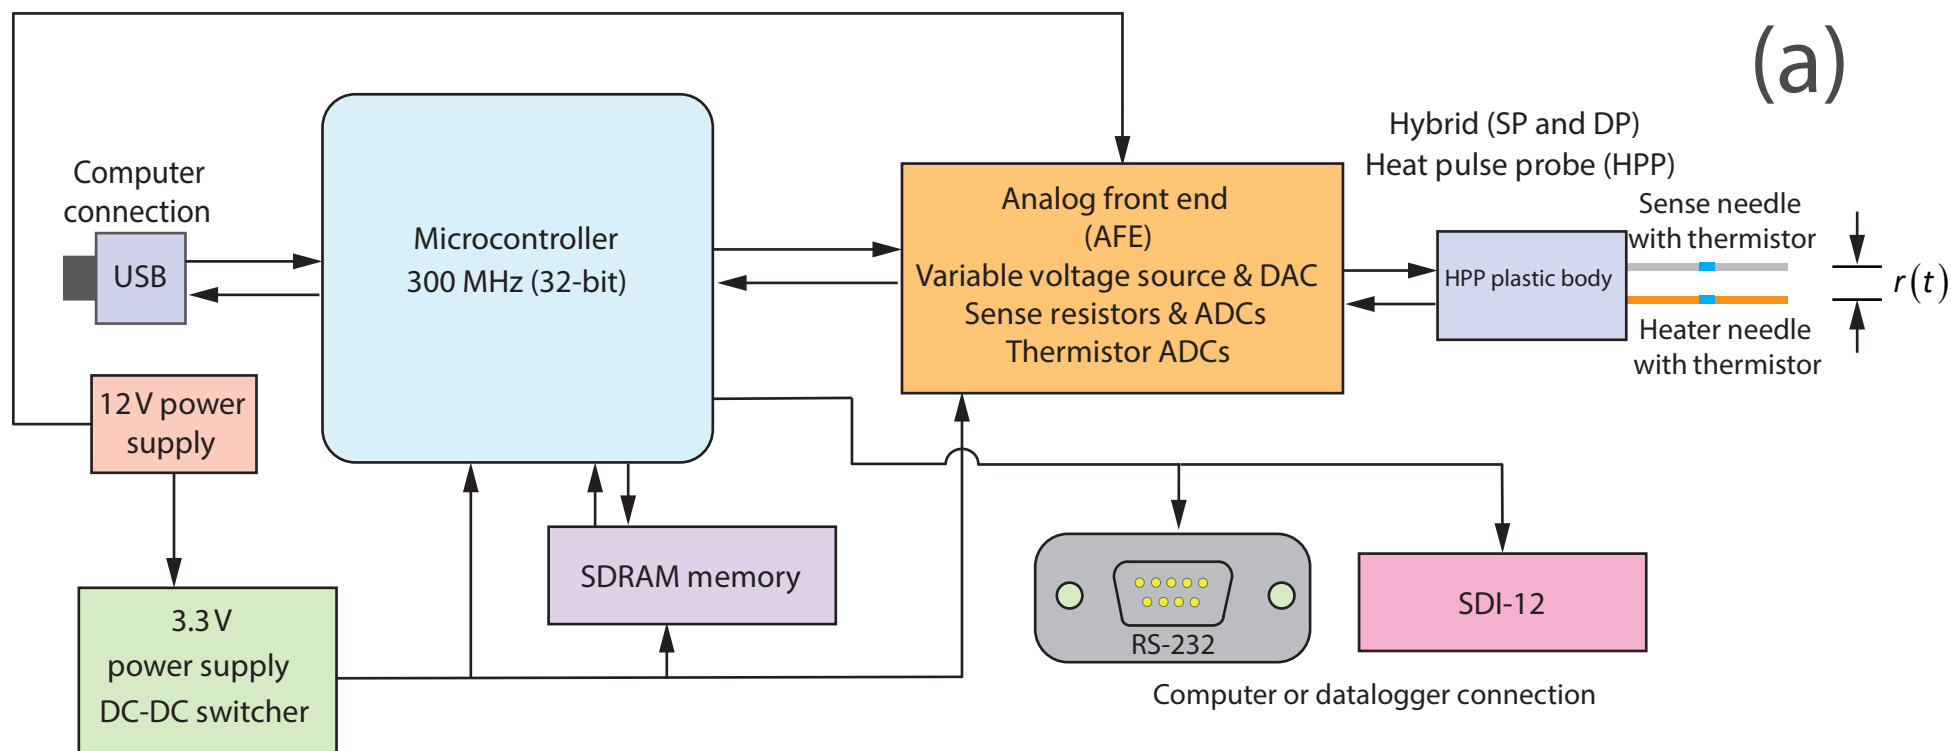 (a)
Hybrid (SP and DP)
Heat pulse probe (HPP)
Computer
connection
USB
Microcontroller
300 MHz (32-bit)
Analog front end
(AFE)
Variable voltage source & DAC
Sense resistors & ADCs
Thermistor ADCs
HPP plastic body
Sense needle
with thermistor
Heater needle
with thermistor
r(t)
12 V power
supply
3.3 V
power supply
DC-DC switcher
SDRAM memory
RS-232
SDI-12
Computer or datalogger connection